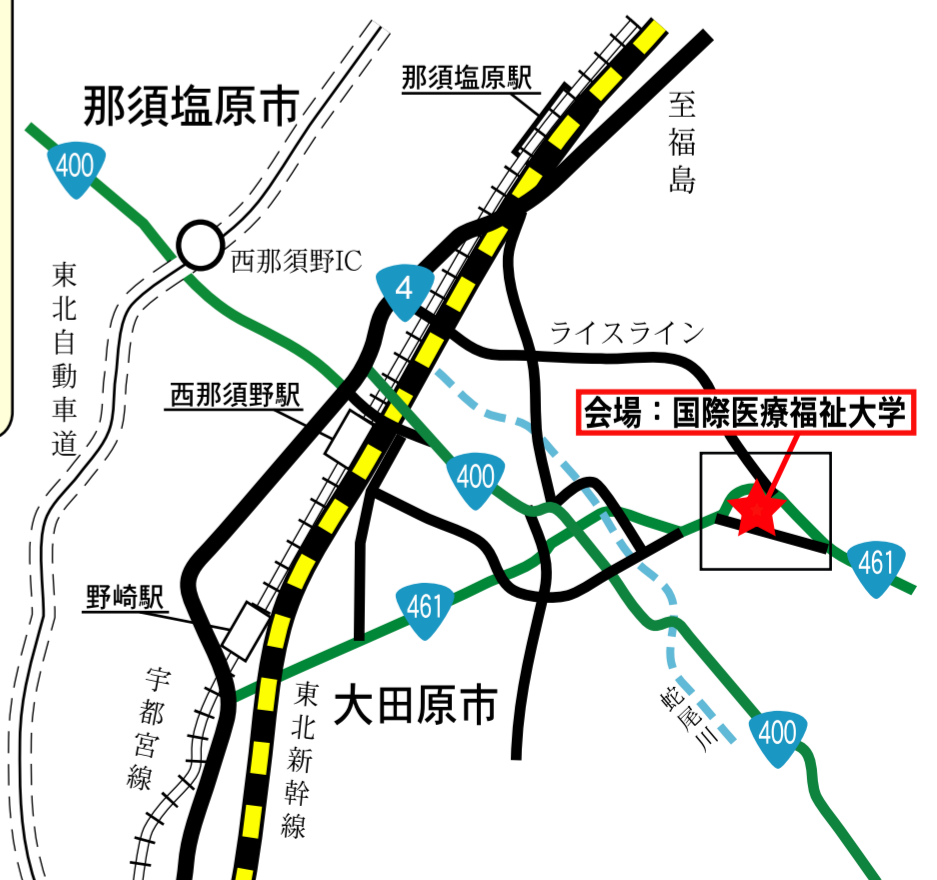 那須塩原駅
至福島
那須塩原市
400
西那須野IC
東北自動車道
4
ライスライン
西那須野駅
会場：国際医療福祉大学
400
461
野崎駅
461
宇都宮線
東北新幹線
大田原市
蛇尾川
400